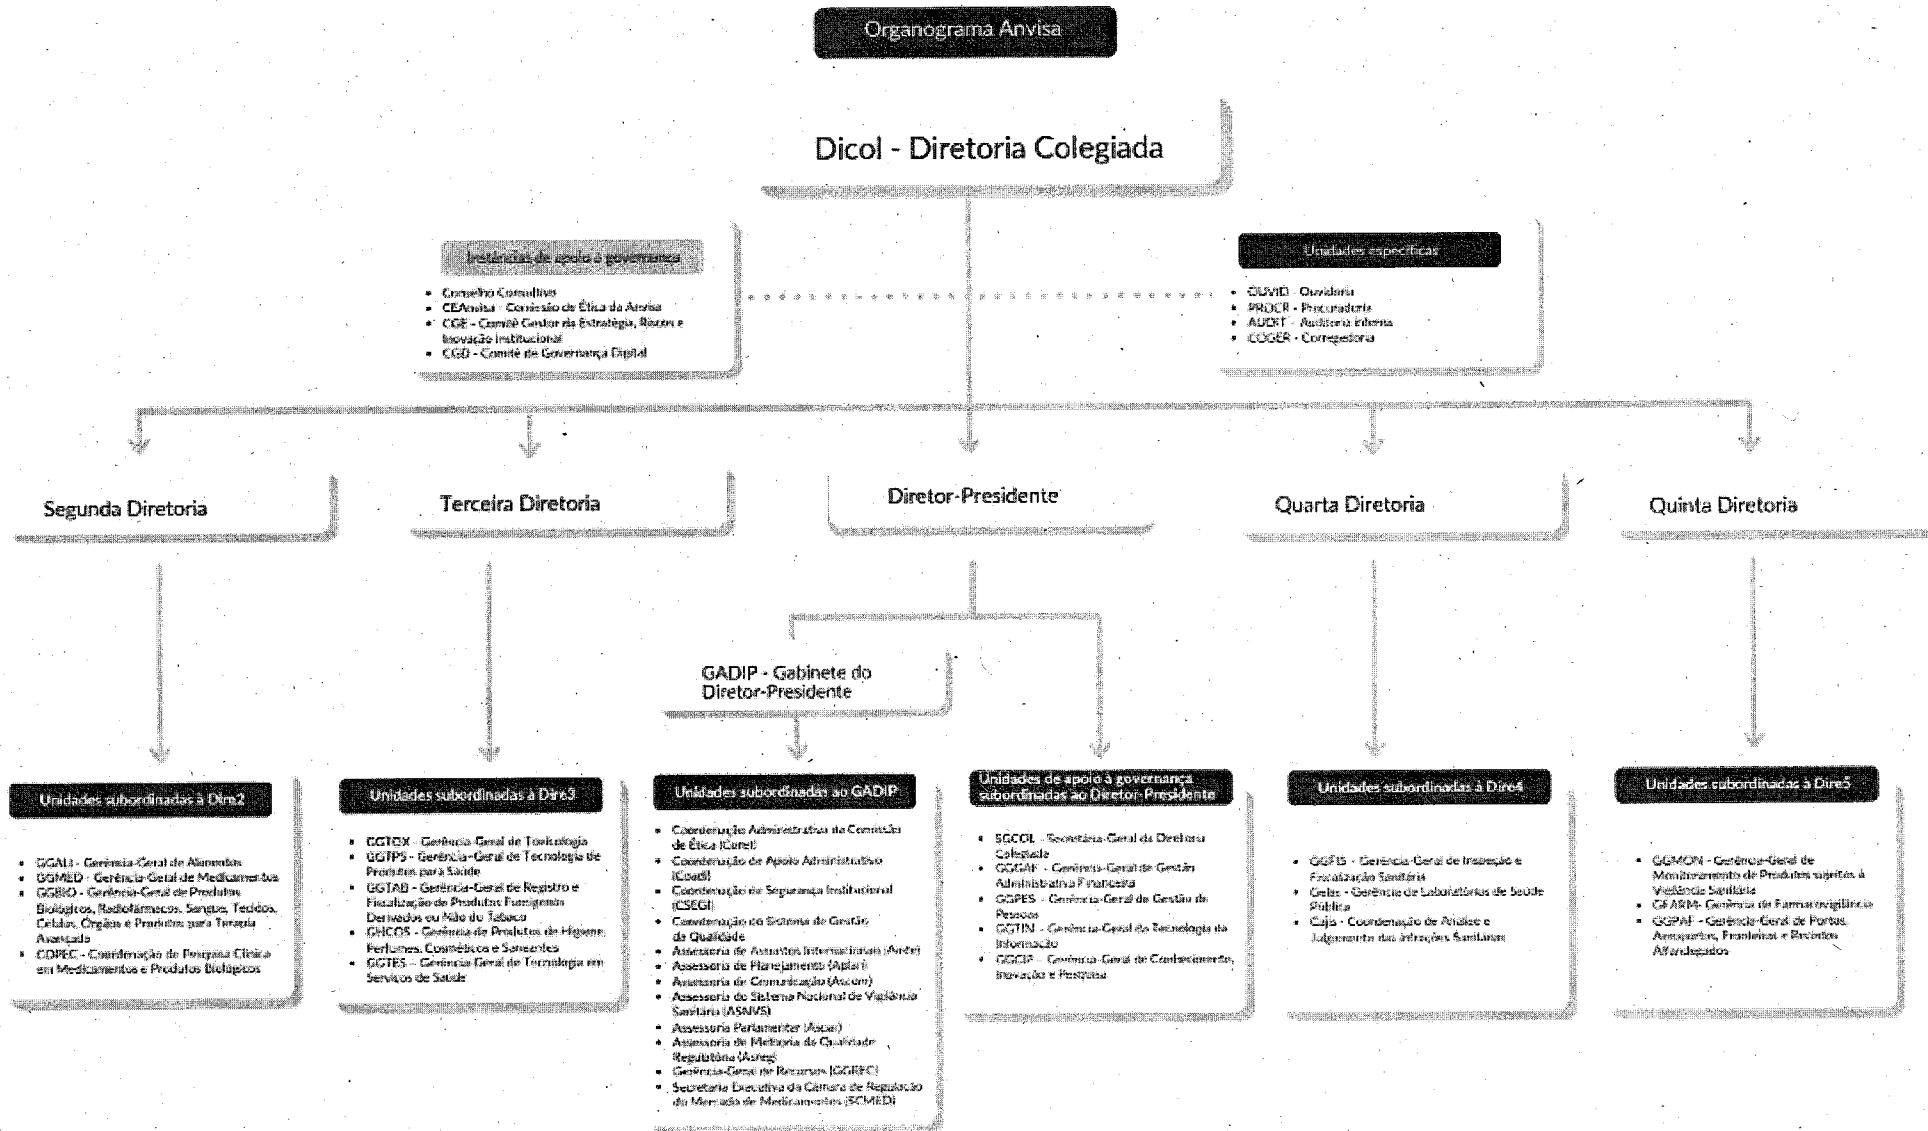 Organograma Anvisa
Dicol - Diretoria Colegiada
Instâncias de apoio à governança
• Conselho Consultivo
• CEAnvisa - Comissão de Ética da Anvisa
• CGE - Comitê Gestor da Estratégia, Riscos e
Inovação Institucional
• CGD - Comitê de Governança Digital
Unidades específicas
• OUVID - Ouvidoria
• PROCR - Procuradoria
• AUDIT - Auditoria interna
• COGER - Corregedoria
Segunda Diretoria
Terceira Diretoria
Diretor-Presidente
Quarta Diretoria
Quinta Diretoria
GADIP - Gabinete do
Diretor-Presidente
Unidades subordinadas à Dire2
• GGALI - Gerência-Geral de Alimentos
• GGMED - Gerência-Geral de Medicamentos
• GGBIO - Gerência-Geral de Produtos
Biológicos, Radiofármacos, Sangue, Tecidos,
Células, Órgãos e Produtos para Terapia
Avançada
• COPEC - Coordenação de Pesquisa Clínica
em Medicamentos e Produtos Biológicos
Unidades subordinadas à Dire3
• GGTOX - Gerência-Geral de Toxicologia
• GGTPS - Gerência-Geral de Tecnologia de
Produtos para Saúde
• GGTAB - Gerência-Geral de Registro e
Fiscalização de Produtos Fumígenos
Derivados ou Não do Tabaco
• GHCOS - Gerência de Produtos de Higiene,
Perfumes, Cosméticos e Saneantes
• GGTES - Gerência-Geral de Tecnologia em
Serviços de Saúde
Unidades subordinadas ao GADIP
• Coordenação Administrativa da Comissão
de Ética (Coret)
• Coordenação de Apoio Administrativo
(Coadi)
• Coordenação de Segurança Institucional
(CSEGI)
• Coordenação do Sistema de Gestão
da Qualidade
• Assessoria de Assuntos Internacionais (Ainte)
• Assessoria de Planejamento (Aplan)
• Assessoria de Comunicação (Ascom)
• Assessoria do Sistema Nacional de Vigilância
Sanitária (ASNVS)
• Assessoria Parlamentar (Aspar)
• Assessoria de Melhoria da Qualidade
Regulatória (Asreg)
• Gerência-Geral de Recursos (GGREC)
• Secretaria Executiva da Câmara de Regulação
do Mercado de Medicamentos (SCMED)
Unidades de apoio à governança
subordinadas ao Diretor-Presidente
• SGCOL - Secretária-Geral da Diretoria
Colegiada
• GGGAF - Gerência-Geral de Gestão
Administrativa Financeira
• GGPES - Gerência-Geral de Gestão de
Pessoas
• GGTIN - Gerência-Geral de Tecnologia da
Informação
• GGCIP - Gerência-Geral de Conhecimento,
Inovação e Pesquisa
Unidades subordinadas à Dire4
• GGFIS - Gerência-Geral de Inspeção e
Fiscalização Sanitária
• Gelas - Gerência de Laboratórios de Saúde
Pública
• Cajis - Coordenação de Análise e
Julgamento das Infrações Sanitárias
Unidades subordinadas à Dire5
• GGMON - Gerência-Geral de
Monitoramento de Produtos sujeitos à
Vigilância Sanitária
• GFARM- Gerência de Farmacovigilância
• GGPAF - Gerência-Geral de Portos,
Aeroportos, Fronteiras e Recintos
Alfandegados